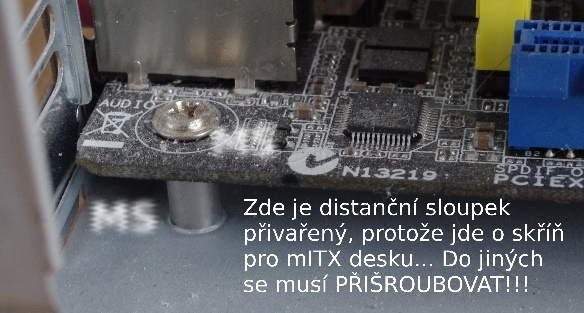 AUDIO
N13219
SPDIF_O
PCIEX
Zde je distanční sloupek
přivařený, protože jde o skříň
pro mITX desku... Do jiných
se musí PŘIŠROUBOVAT!!!